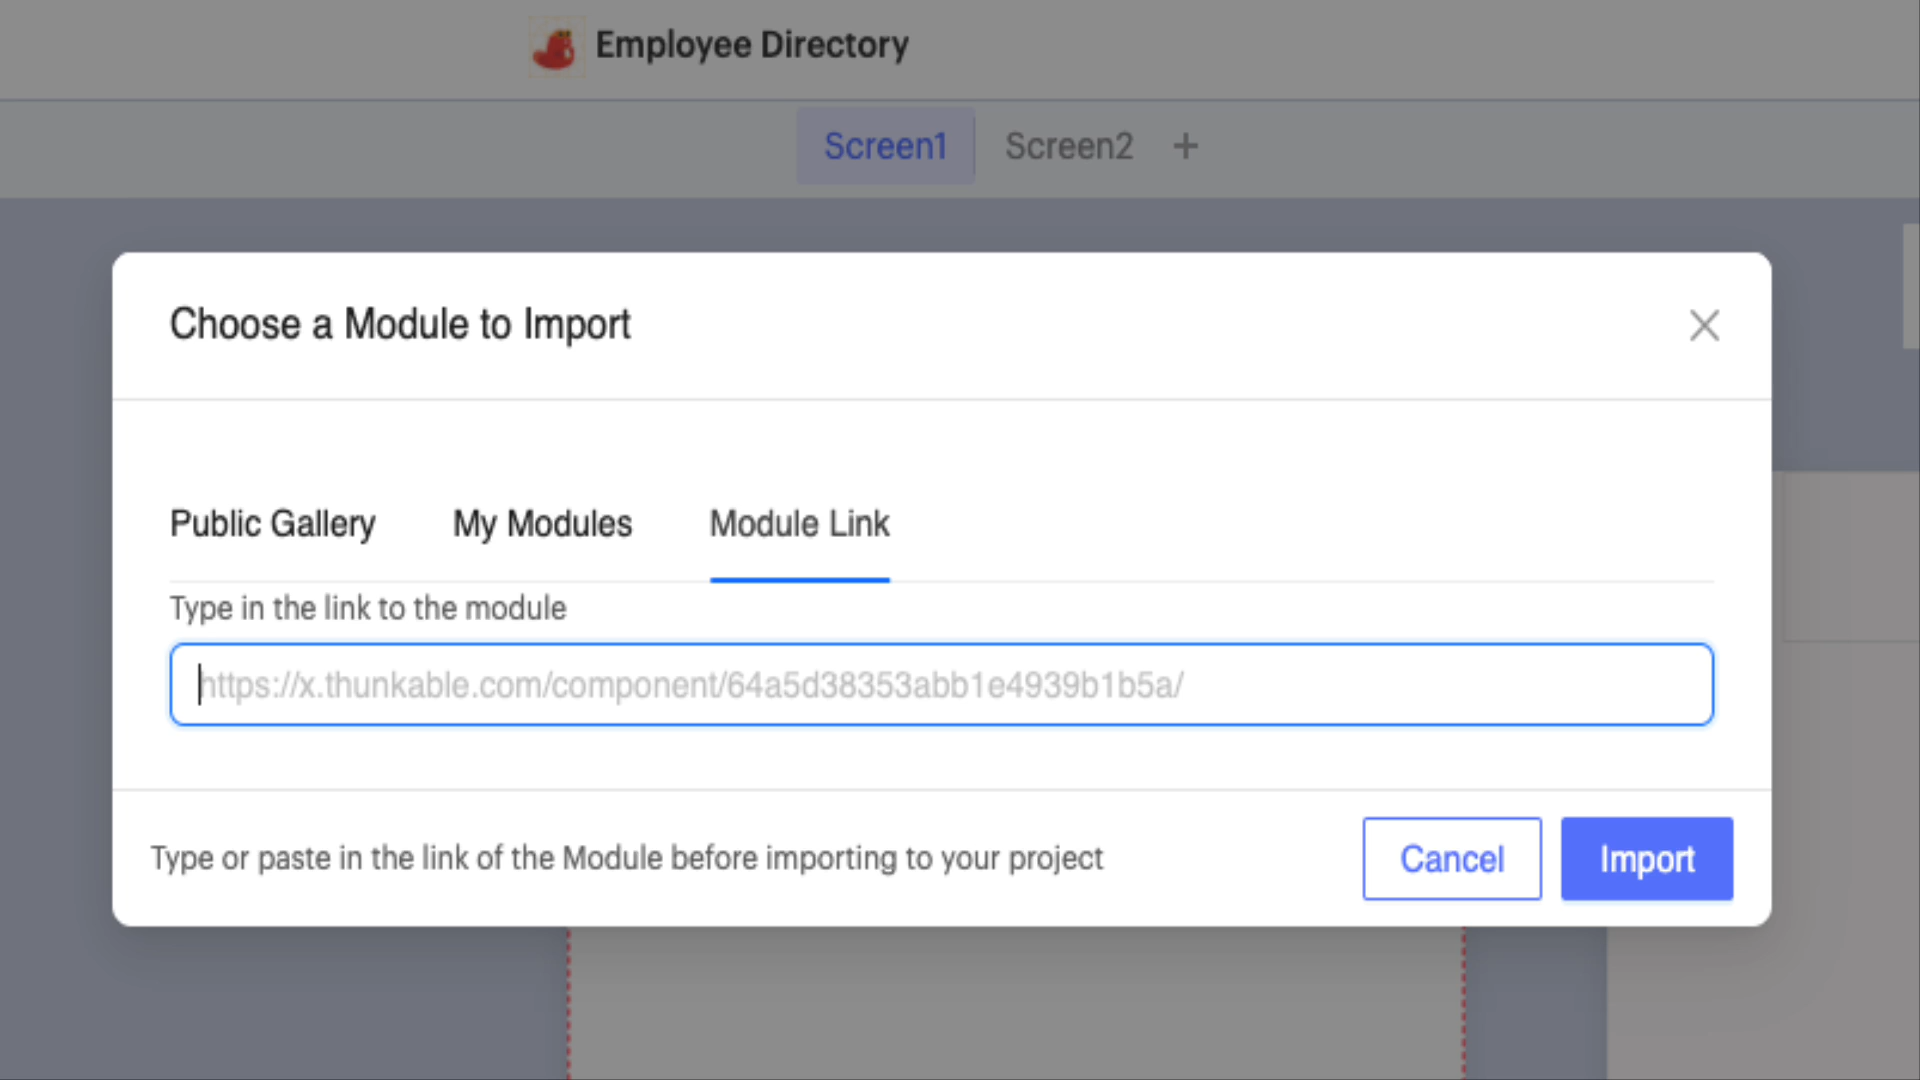 Employee Directory
Screen1 Screen2 +
Choose a Module to Import
Public Gallery My Modules Module Link
Type in the link to the module
https://x.thunkable.com/component/64a5d38353abb1e4939b1b5a/
Type or paste in the link of the Module before importing to your project
Cancel Import